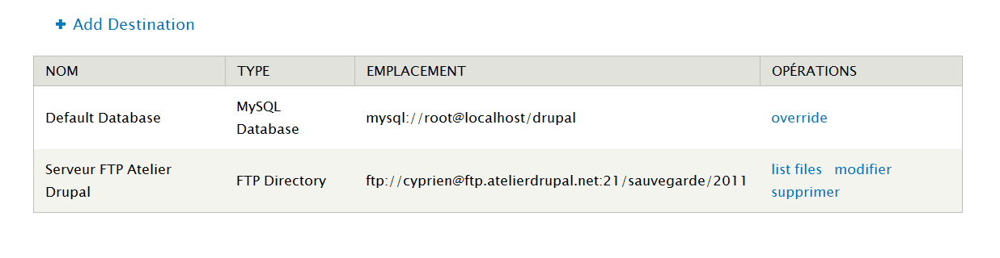 Add Destination
NOM TYPE EMPLACEMENT OPÉRATIONS
Default Database MySQL Database mysql://root@localhost/drupal override
Serveur FTP Atelier Drupal FTP Directory ftp://cyprien@ftp.atelierdrupal.net:21/sauvegarde/2011 list files modifier supprimer